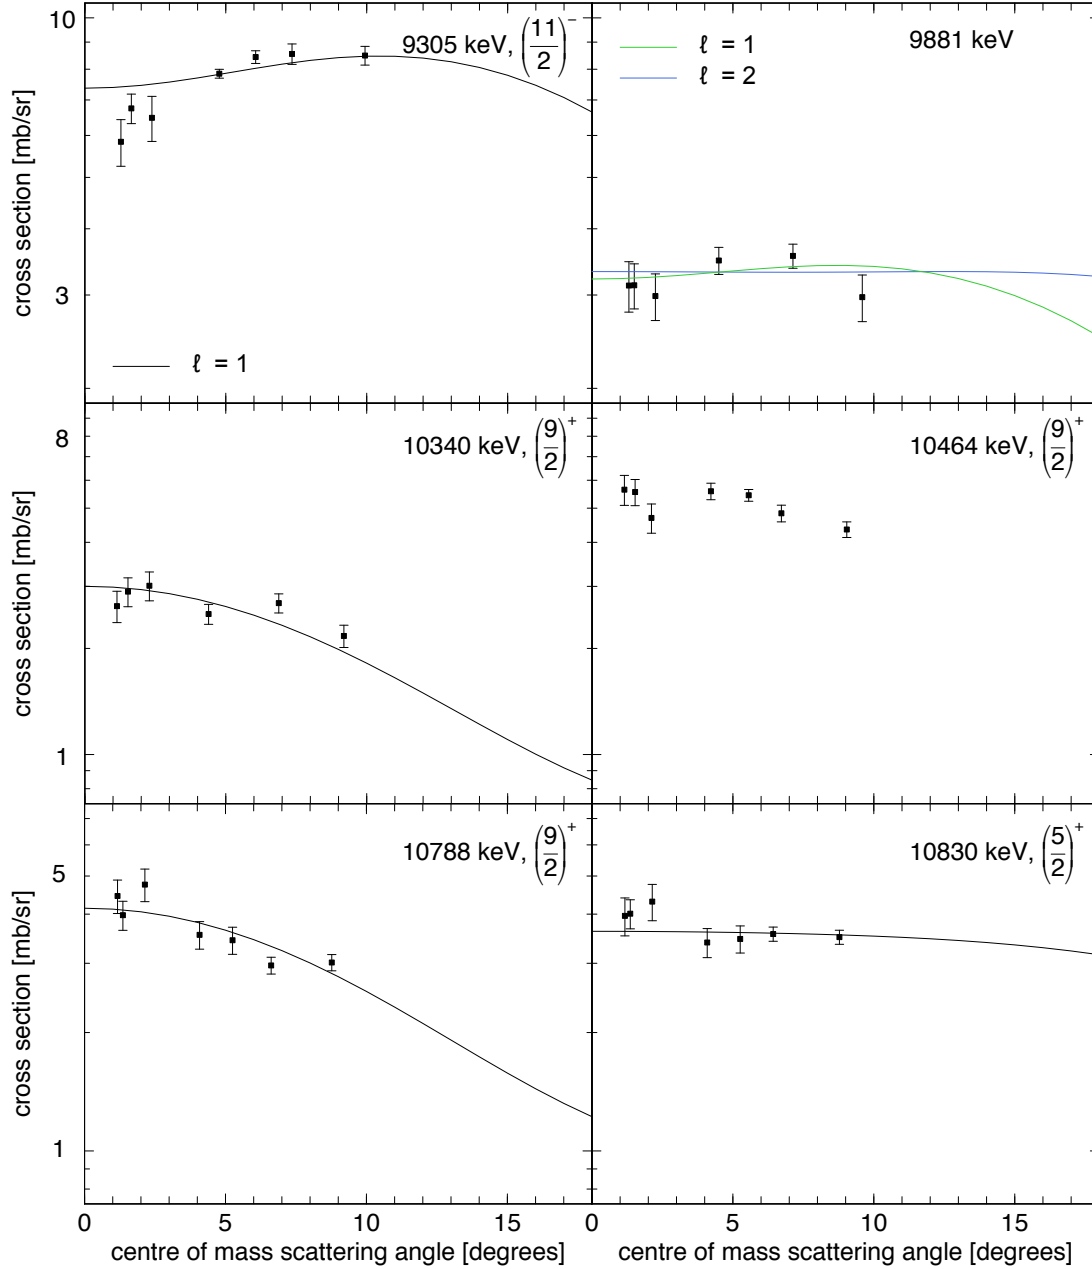 10
3
cross section [mb/sr]
9305 keV, (11/2)⁻
ℓ = 1
ℓ = 1
ℓ = 2
9881 keV
8
1
cross section [mb/sr]
10340 keV, (9/2)⁺
10464 keV, (9/2)⁺
5
1
cross section [mb/sr]
10788 keV, (9/2)⁺
10830 keV, (5/2)⁺
0 5 10 15 0 5 10 15
centre of mass scattering angle [degrees] centre of mass scattering angle [degrees]